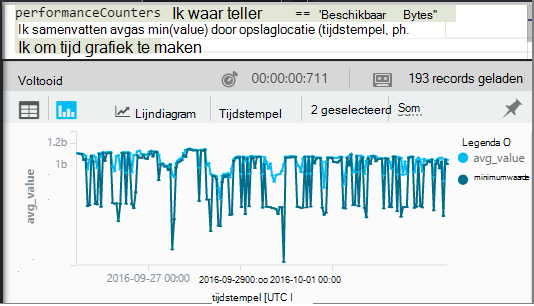 performanceCounters Ik waar teller == "Beschikbaar Bytes"
Ik samenvatten avgas min(value) door opslaglocatie (tijdstempel, ph.
Ik om tijd grafiek te maken
Voltooid 00:00:00:711 193 records geladen
Lijndiagram Tijdstempel 2 geselecteerd Som
1.2b
1b
avg_value
Legenda O
avg_value
minimumwaarde
2016-09-27 00:00 2016-09-2900:oo 2016-10-01 00:00
tijdstempel [UTC I